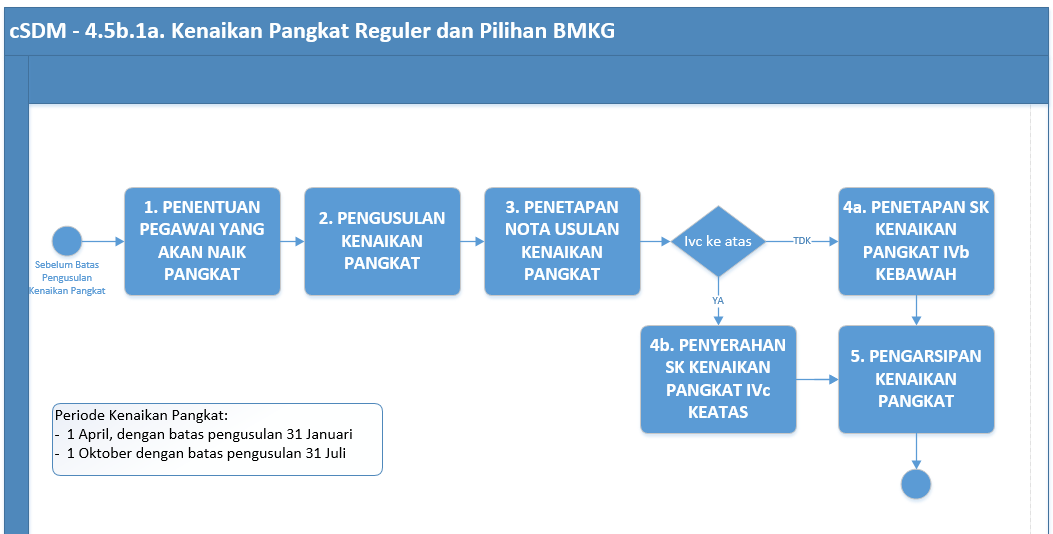 cSDM - 4.5b.1a. Kenaikan Pangkat Reguler dan Pilihan BMKG
Sebelum Batas
Pengusulan
Kenaikan Pangkat
1. PENENTUAN
PEGAWAI YANG
AKAN NAIK
PANGKAT
2. PENGUSULAN
KENAIKAN
PANGKAT
3. PENETAPAN
NOTA USULAN
KENAIKAN
PANGKAT
Ivc ke atas
TDK
4a. PENETAPAN SK
KENAIKAN
PANGKAT IVb
KEBAWAH
YA
4b. PENYERAHAN
SK KENAIKAN
PANGKAT IVc
KEATAS
5. PENGARSIPAN
KENAIKAN
PANGKAT
Periode Kenaikan Pangkat:
- 1 April, dengan batas pengusulan 31 Januari
- 1 Oktober dengan batas pengusulan 31 Juli